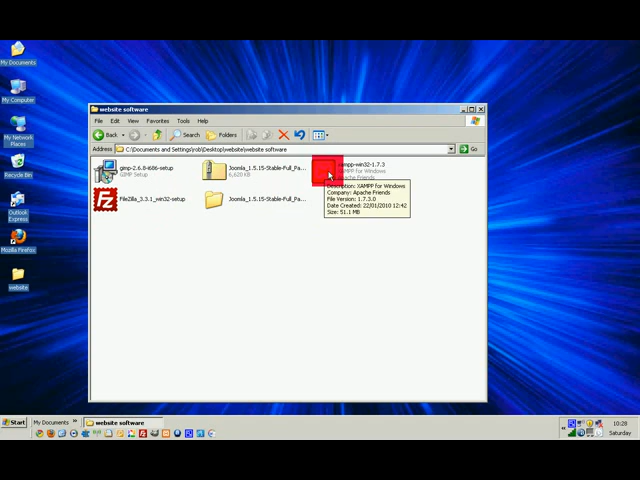 My Documents
My Computer
My Network
Places
Recycle Bin
Outlook
Express
Mozilla Firefox
website
website software
File Edit View Favorites Tools Help
Back Search Folders
Address C:\Documents and Settings\rob\Desktop\website\website software Go
gimp-2.6.8-i686-setup
GIMP Setup
Joomla_1.5.15-Stable-Full_Pa...
6,620 KB
xampp-win32-1.7.3
XAMPP for Windows
Apache Friends
FileZilla_3.3.1_win32-setup
Joomla_1.5.15-Stable-Full_Pa...
Description: XAMPP for Windows
Company: Apache Friends
File Version: 1.7.3.0
Date Created: 22/01/2010 12:42
Size: 51.1 MB
Start My Documents » website software
10:28
Saturday